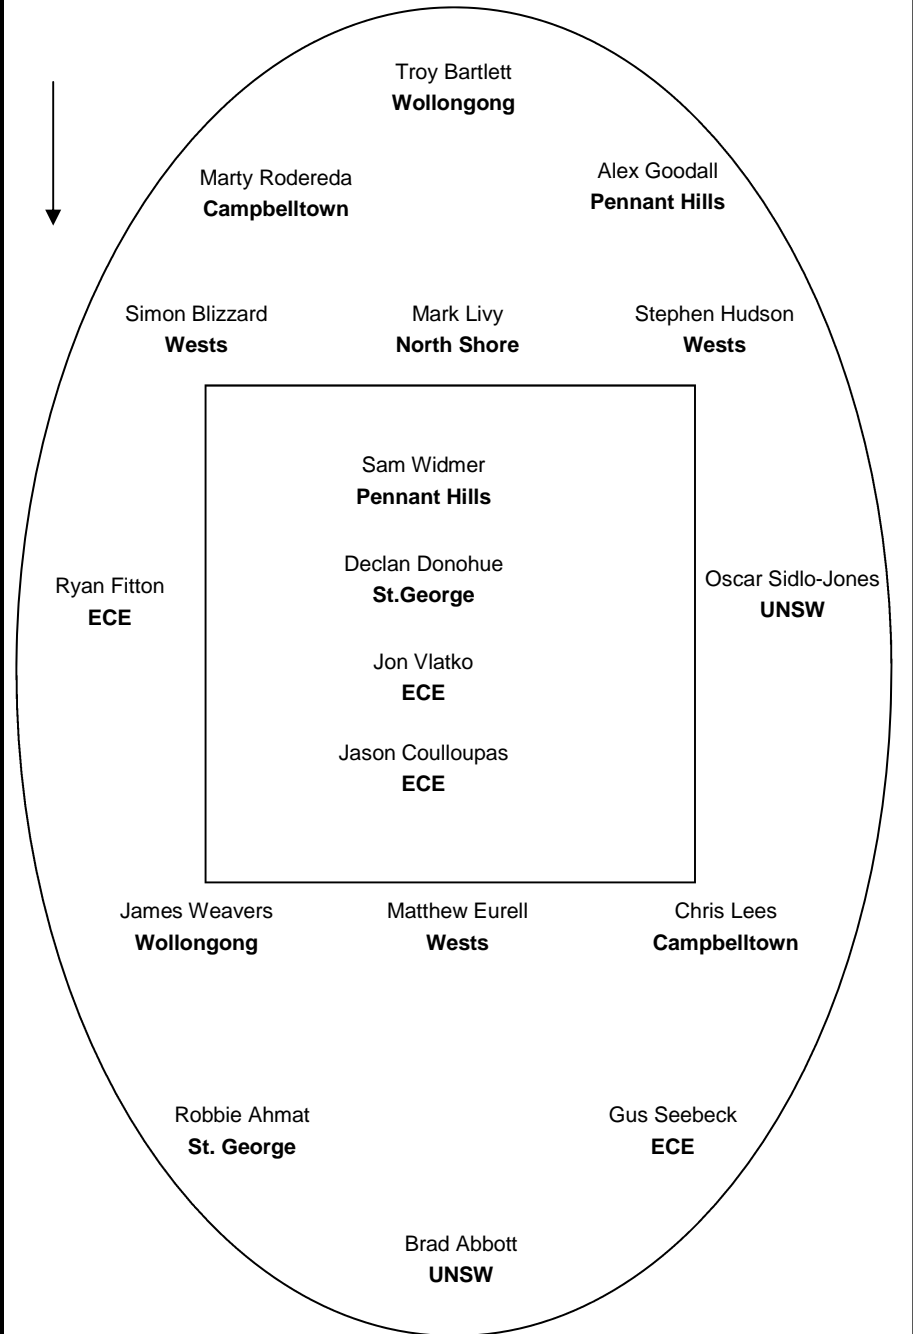 Troy Bartlett
Wollongong
Marty Rodereda
Campbelltown
Alex Goodall
Pennant Hills
Simon Blizzard
Wests
Mark Livy
North Shore
Stephen Hudson
Wests
Sam Widmer
Pennant Hills
Declan Donohue
St.George
Ryan Fitton
ECE
Oscar Sidlo-Jones
UNSW
Jon Vlatko
ECE
Jason Coulloupas
ECE
James Weavers
Wollongong
Matthew Eurell
Wests
Chris Lees
Campbelltown
Robbie Ahmat
St. George
Gus Seebeck
ECE
Brad Abbott
UNSW